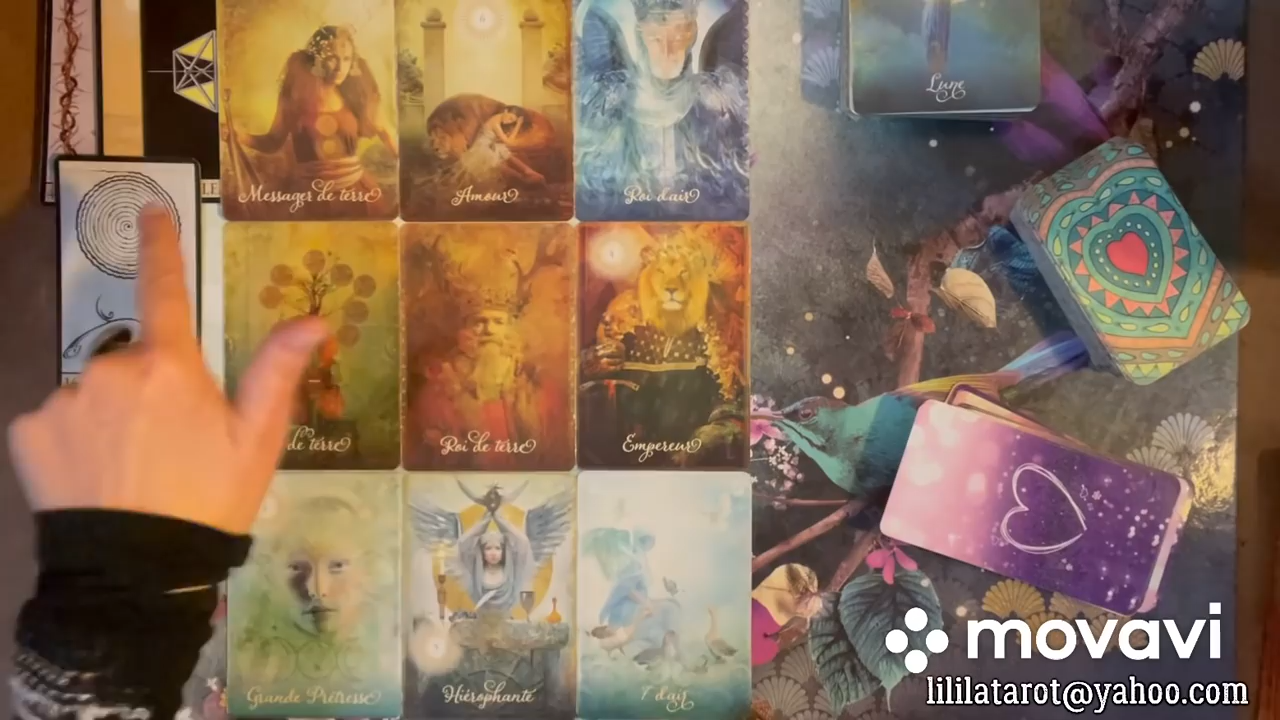 Lune
Messager de terre
Amour
Roi d'air
de terre
Roi de terre
Empereur
Grande Prêtresse
Hiérophante
7 d'air
movavi
lililatarot@yahoo.com